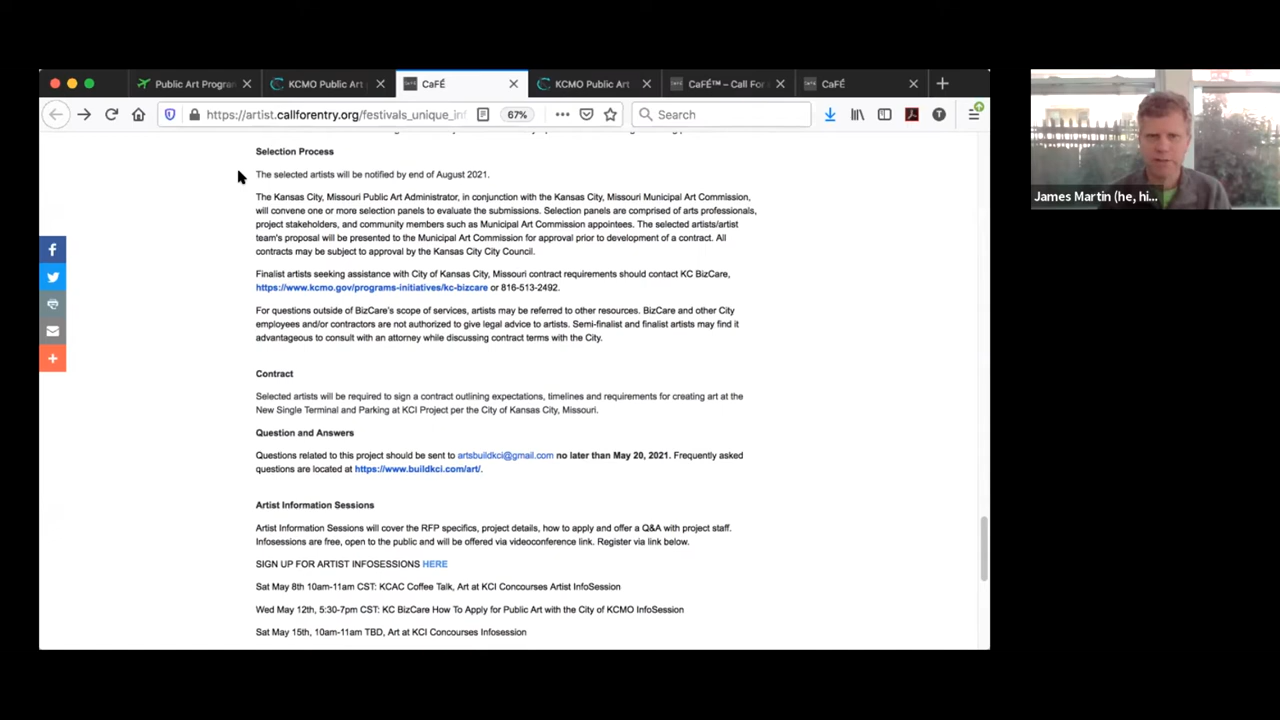 Public Art Program
KCMO Public Art
CaFÉ
KCMO Public Art
CaFÉ™ – Call For
CaFÉ
https://artist.callforentry.org/festivals_unique_inf
67%
Search
T
Selection Process
The selected artists will be notified by end of August 2021.
The Kansas City, Missouri Public Art Administrator, in conjunction with the Kansas City, Missouri Municipal Art Commission,
will convene one or more selection panels to evaluate the submissions. Selection panels are comprised of arts professionals,
project stakeholders, and community members such as Municipal Art Commission appointees. The selected artists/artist
team's proposal will be presented to the Municipal Art Commission for approval prior to development of a contract. All
contracts may be subject to approval by the Kansas City City Council.
Finalist artists seeking assistance with City of Kansas City, Missouri contract requirements should contact KC BizCare,
https://www.kcmo.gov/programs-initiatives/kc-bizcare or 816-513-2492.
For questions outside of BizCare's scope of services, artists may be referred to other resources. BizCare and other City
employees and/or contractors are not authorized to give legal advice to artists. Semi-finalist and finalist artists may find it
advantageous to consult with an attorney while discussing contract terms with the City.
Contract
Selected artists will be required to sign a contract outlining expectations, timelines and requirements for creating art at the
New Single Terminal and Parking at KCI Project per the City of Kansas City, Missouri.
Question and Answers
Questions related to this project should be sent to artsbuildkci@gmail.com no later than May 20, 2021. Frequently asked
questions are located at https://www.buildkci.com/art/.
Artist Information Sessions
Artist Information Sessions will cover the RFP specifics, project details, how to apply and offer a Q&A with project staff.
Infosessions are free, open to the public and will be offered via videoconference link. Register via link below.
SIGN UP FOR ARTIST INFOSESSIONS HERE
Sat May 8th 10am-11am CST: KCAC Coffee Talk, Art at KCI Concourses Artist InfoSession
Wed May 12th, 5:30-7pm CST: KC BizCare How To Apply for Public Art with the City of KCMO InfoSession
Sat May 15th, 10am-11am TBD, Art at KCI Concourses Infosession
James Martin (he, hi...